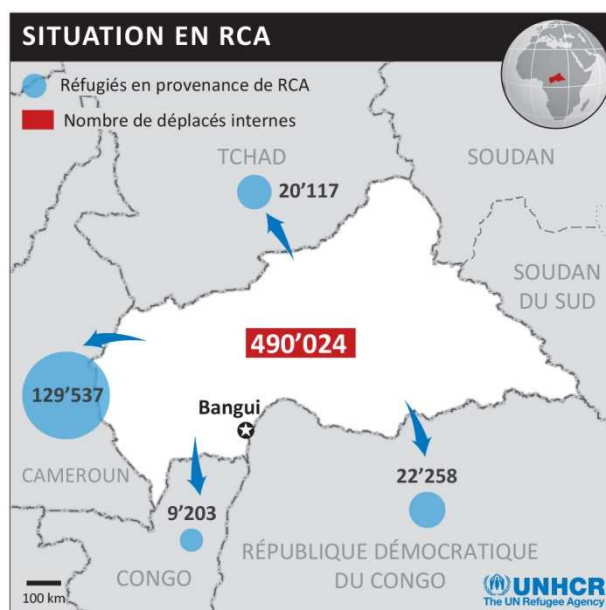 SITUATION EN RCA
Réfugiés en provenance de RCA
Nombre de déplacés internes
TCHAD
20'117
SOUDAN
SOUDAN
DU SUD
490'024
129'537
Bangui
CAMEROUN
22'258
9'203
RÉPUBLIQUE DÉMOCRATIQUE
DU CONGO
CONGO
100 km
UNHCR
The UN Refugee Agency